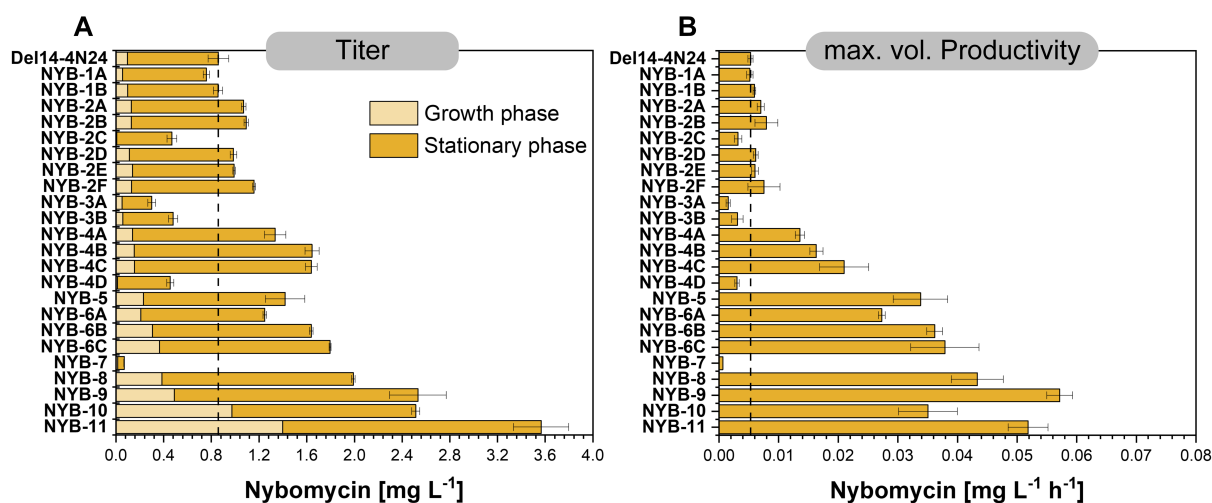 A
Titer
Del14-4N24
NYB-1A
NYB-1B
NYB-2A
NYB-2B
NYB-2C
NYB-2D
NYB-2E
NYB-2F
NYB-3A
NYB-3B
NYB-4A
NYB-4B
NYB-4C
NYB-4D
NYB-5
NYB-6A
NYB-6B
NYB-6C
NYB-7
NYB-8
NYB-9
NYB-10
NYB-11
Growth phase
Stationary phase
0.0 0.4 0.8 1.2 1.6 2.0 2.4 2.8 3.2 3.6 4.0
Nybomycin [mg L⁻¹]
B
max. vol. Productivity
Del14-4N24
NYB-1A
NYB-1B
NYB-2A
NYB-2B
NYB-2C
NYB-2D
NYB-2E
NYB-2F
NYB-3A
NYB-3B
NYB-4A
NYB-4B
NYB-4C
NYB-4D
NYB-5
NYB-6A
NYB-6B
NYB-6C
NYB-7
NYB-8
NYB-9
NYB-10
NYB-11
0.00 0.01 0.02 0.03 0.04 0.05 0.06 0.07 0.08
Nybomycin [mg L⁻¹ h⁻¹]